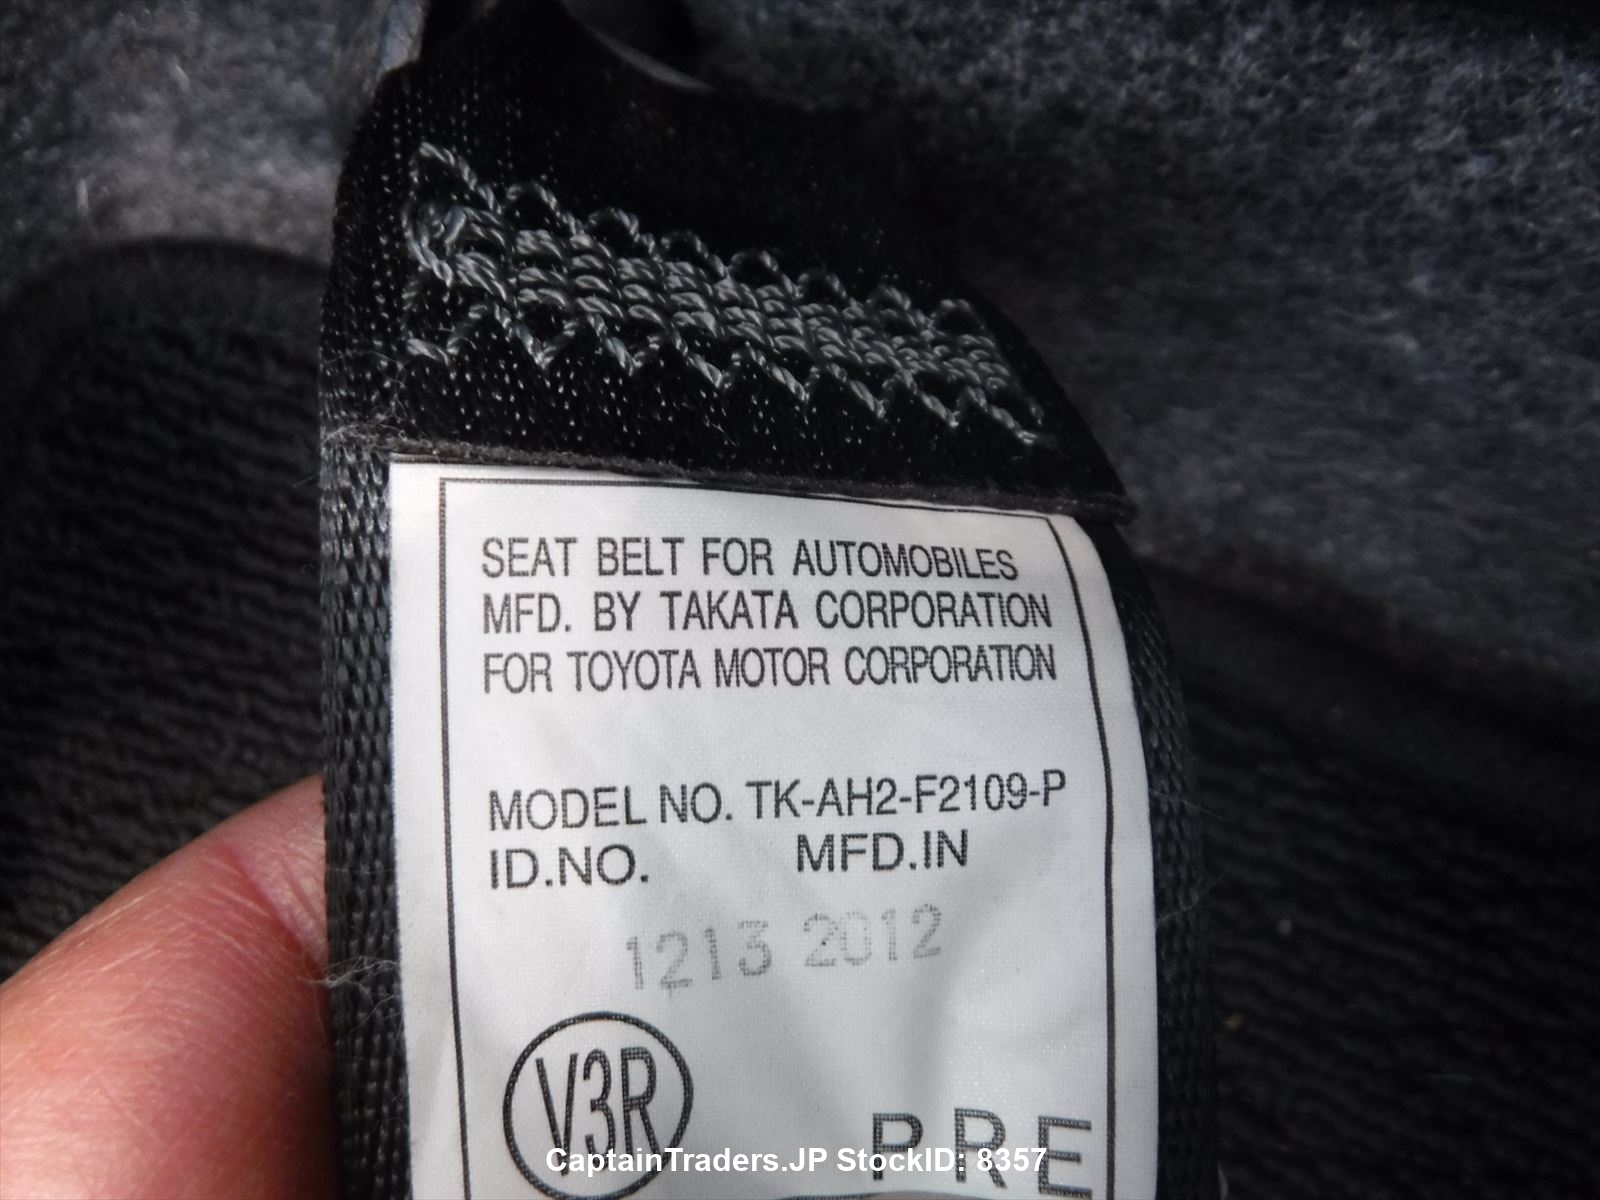 SEAT BELT FOR AUTOMOBILES
MFD. BY TAKATA CORPORATION
FOR TOYOTA MOTOR CORPORATION
MODEL NO. TK-AH2-F2109-P
ID.NO. MFD.IN
1213 2012
V3R
PRE
CaptainTraders.JP StockID: 8357